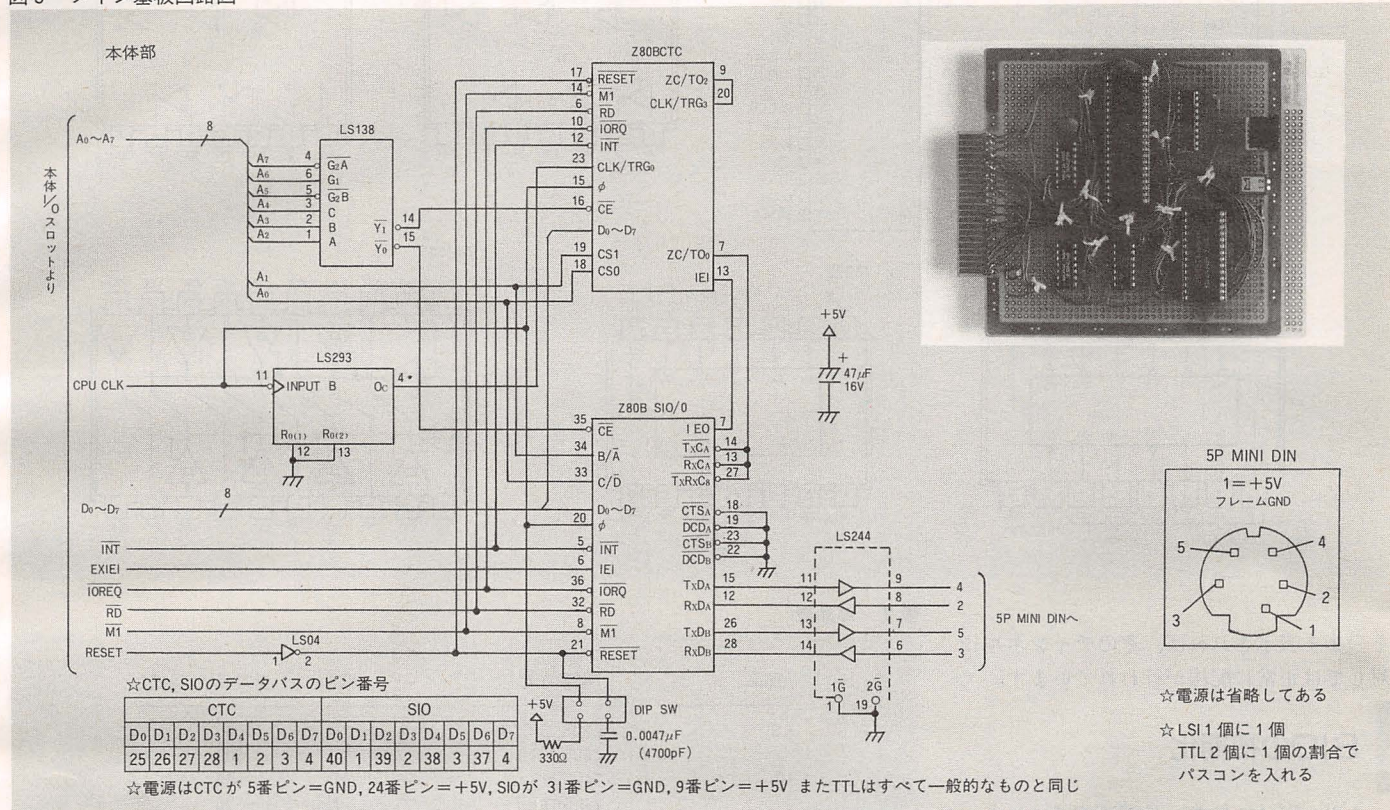 本体部
本体I/Oスロットより
A0〜A7
8
LS138
A7 4 G2A
A6 6 G1
A5 5 G2B
A4 3 C
A3 2 B
A2 1 A
Y1 14
Y0 15
A1
A0
CPU CLK
LS293
11 INPUT B OC 4*
R0(1) R0(2)
12 13
D0〜D7
8
INT
EXIEI
IOREQ
RD
M1
RESET
LS04
1 2
Z80BCTC
17 RESET
14 M1
6 RD
10 IORQ
12 INT
23 CLK/TRG0
15 φ
16 CE
D0〜D7
19 CS1
18 CS0
ZC/TO2 9
CLK/TRG3 20
ZC/TO0 7
IEI 13
Z80B SIO/0
35 CE
34 B/A
33 C/D
D0〜D7
20 φ
5 INT
6 IEI
36 IORQ
32 RD
8 M1
21 RESET
IEO 7
TxCA 14
RxCA 13
TxRxCB 27
CTSA 18
DCDA 19
CTSB 23
DCDB 22
TxDA 15
RxDA 12
TxDB 26
RxDB 28
+5V
+
47μF
16V
LS244
11 9 4
12 8 2
13 7 5
14 6 3
1G 2G
1 19
5P MINI DINへ
+5V
330Ω
DIP SW
0.0047μF
(4700pF)
5P MINI DIN
1=+5V
フレームGND
5 4
3 2
1
☆電源は省略してある
☆LSI1個に1個
TTL2個に1個の割合で
パスコンを入れる
☆CTC, SIOのデータバスのピン番号
CTC SIO
D0 D1 D2 D3 D4 D5 D6 D7 D0 D1 D2 D3 D4 D5 D6 D7
25 26 27 28 1 2 3 4 40 1 39 2 38 3 37 4
☆電源はCTCが 5番ピン=GND, 24番ピン=+5V, SIOが 31番ピン=GND, 9番ピン=+5V またTTLはすべて一般的なものと同じ